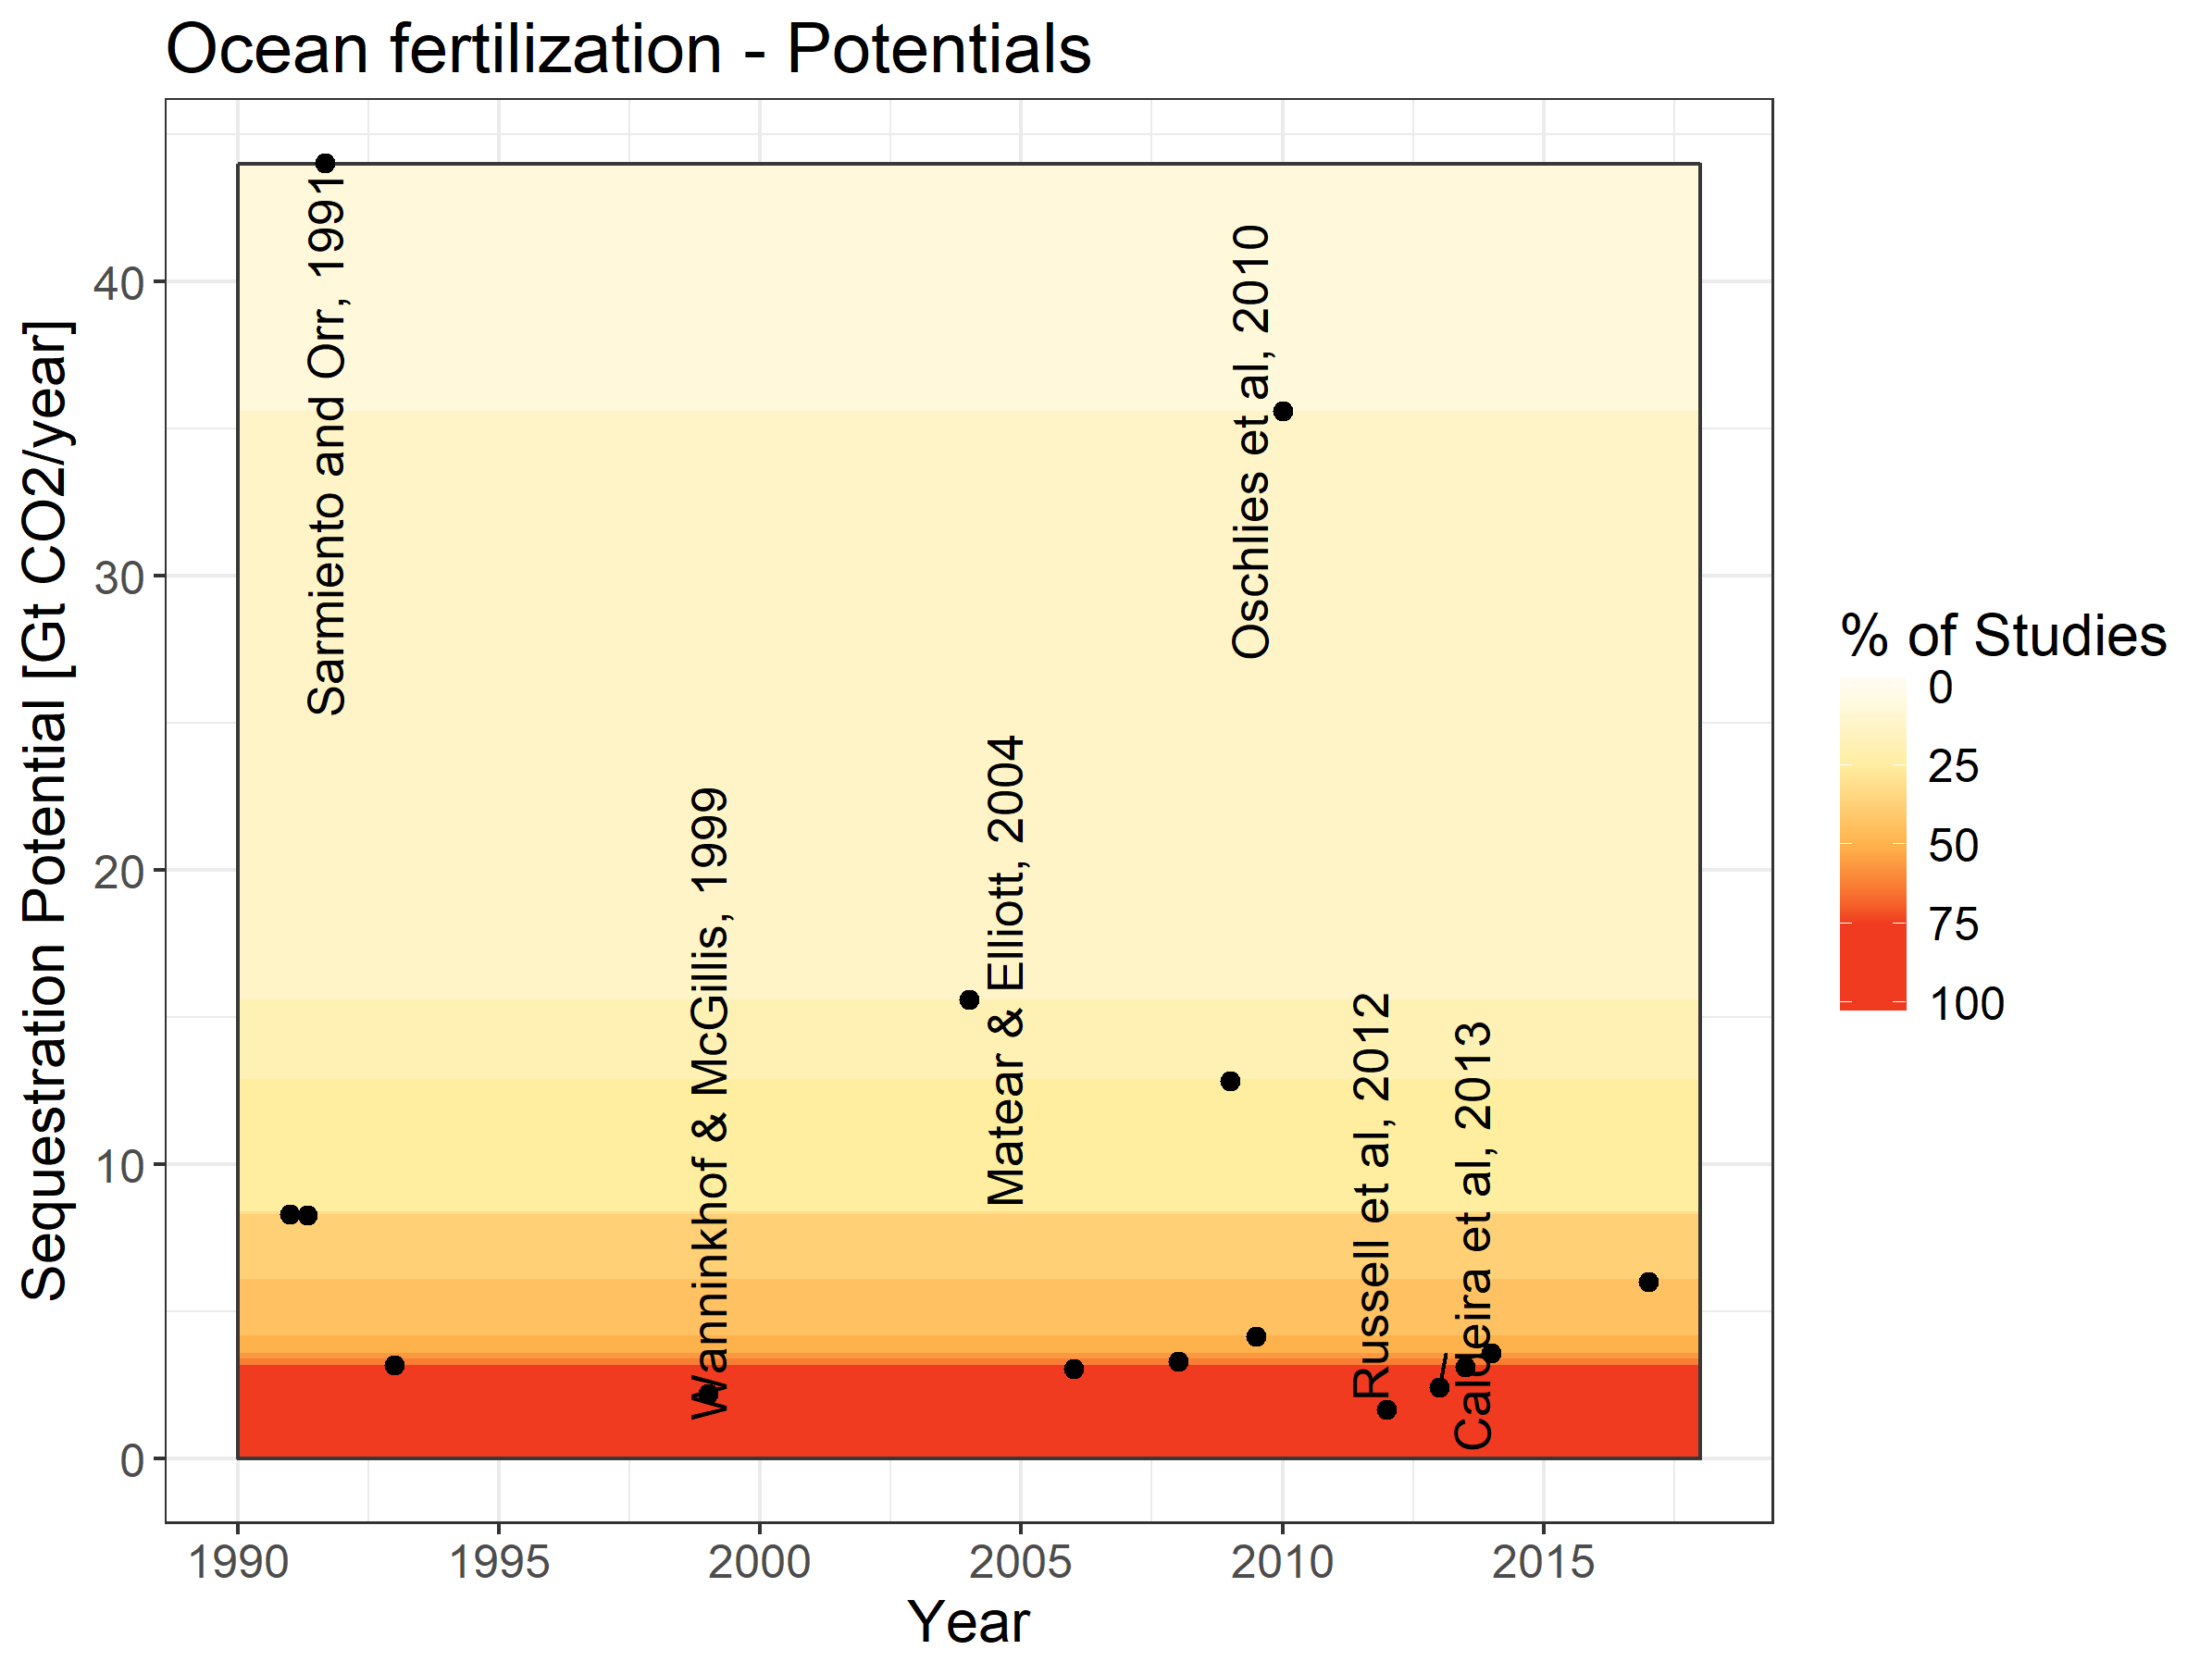 Ocean fertilization - Potentials
Sequestration Potential [Gt CO2/year]
40
30
20
10
0
Sarmiento and Orr, 1991
Wanninkhof & McGillis, 1999
Matear & Elliott, 2004
Oschlies et al, 2010
Russell et al, 2012
Caldeira et al, 2013
1990
1995
2000
2005
2010
2015
Year
% of Studies
0
25
50
75
100